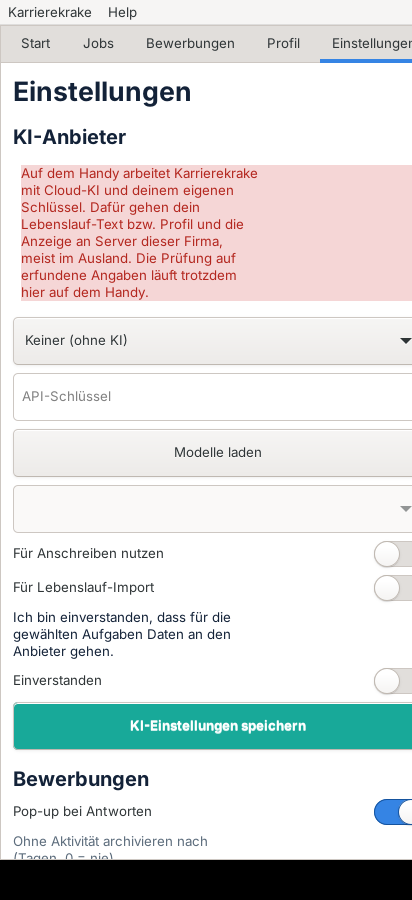 Karrierekrake Help
Start Jobs Bewerbungen Profil Einstellungen
Einstellungen
KI-Anbieter
Auf dem Handy arbeitet Karrierekrake
mit Cloud-KI und deinem eigenen
Schlüssel. Dafür gehen dein
Lebenslauf-Text bzw. Profil und die
Anzeige an Server dieser Firma,
meist im Ausland. Die Prüfung auf
erfundene Angaben läuft trotzdem
hier auf dem Handy.
Keiner (ohne KI)
API-Schlüssel
Modelle laden
Für Anschreiben nutzen
Für Lebenslauf-Import
Ich bin einverstanden, dass für die
gewählten Aufgaben Daten an den
Anbieter gehen.
Einverstanden
KI-Einstellungen speichern
Bewerbungen
Pop-up bei Antworten
Ohne Aktivität archivieren nach
(Tagen, 0 = nie)